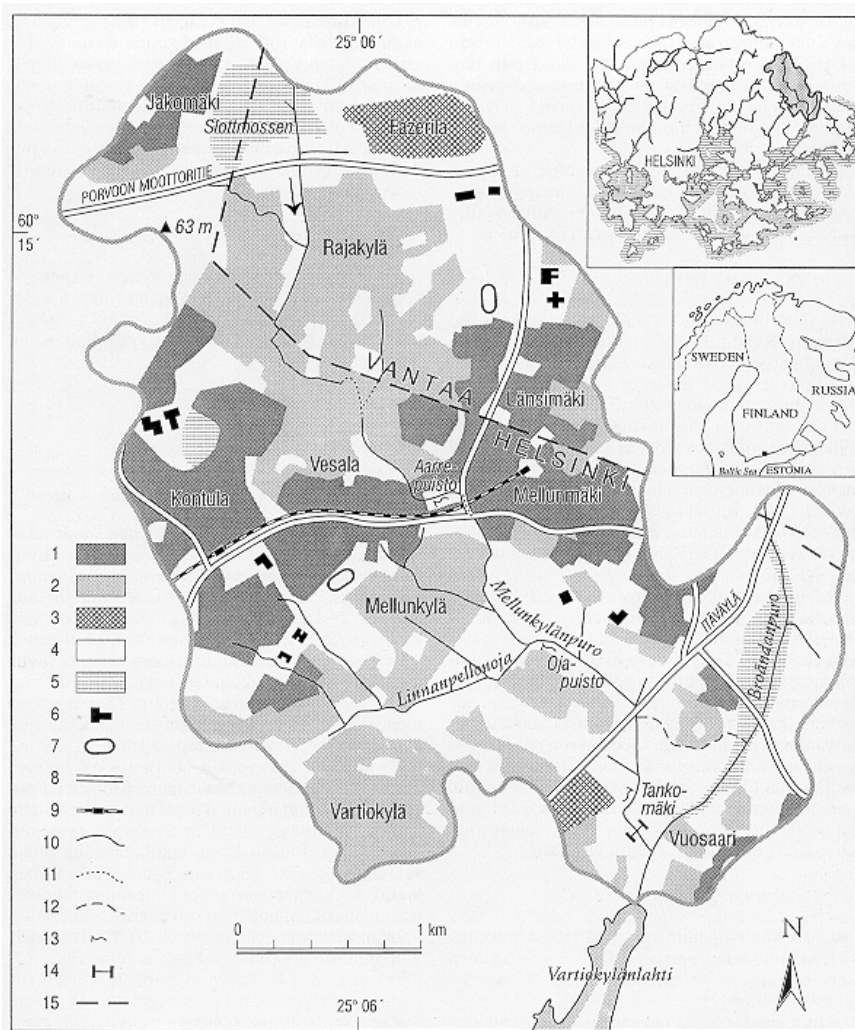 25° 06'
60°
15'
Jakomäki
Slottmossen
Fazerila
PORVOON MOOTTORITIE
63 m
Rajakylä
VANTAA
HELSINKI
Länsimäki
Vesala
Aarre-
puisto
Mellunmäki
Kontula
Mellunkylä
Mellunkylänpuro
Linnanpellonoja
Oja-
puisto
ITÄVÄYLÄ
Broändanpuro
Vartiokylä
Tanko-
mäki
Vuosaari
Vartiokylänlahti
HELSINKI
SWEDEN
FINLAND
RUSSIA
Baltic Sea
ESTONIA
1
2
3
4
5
6
7
8
9
10
11
12
13
14
15
0 1 km
25° 06'
N